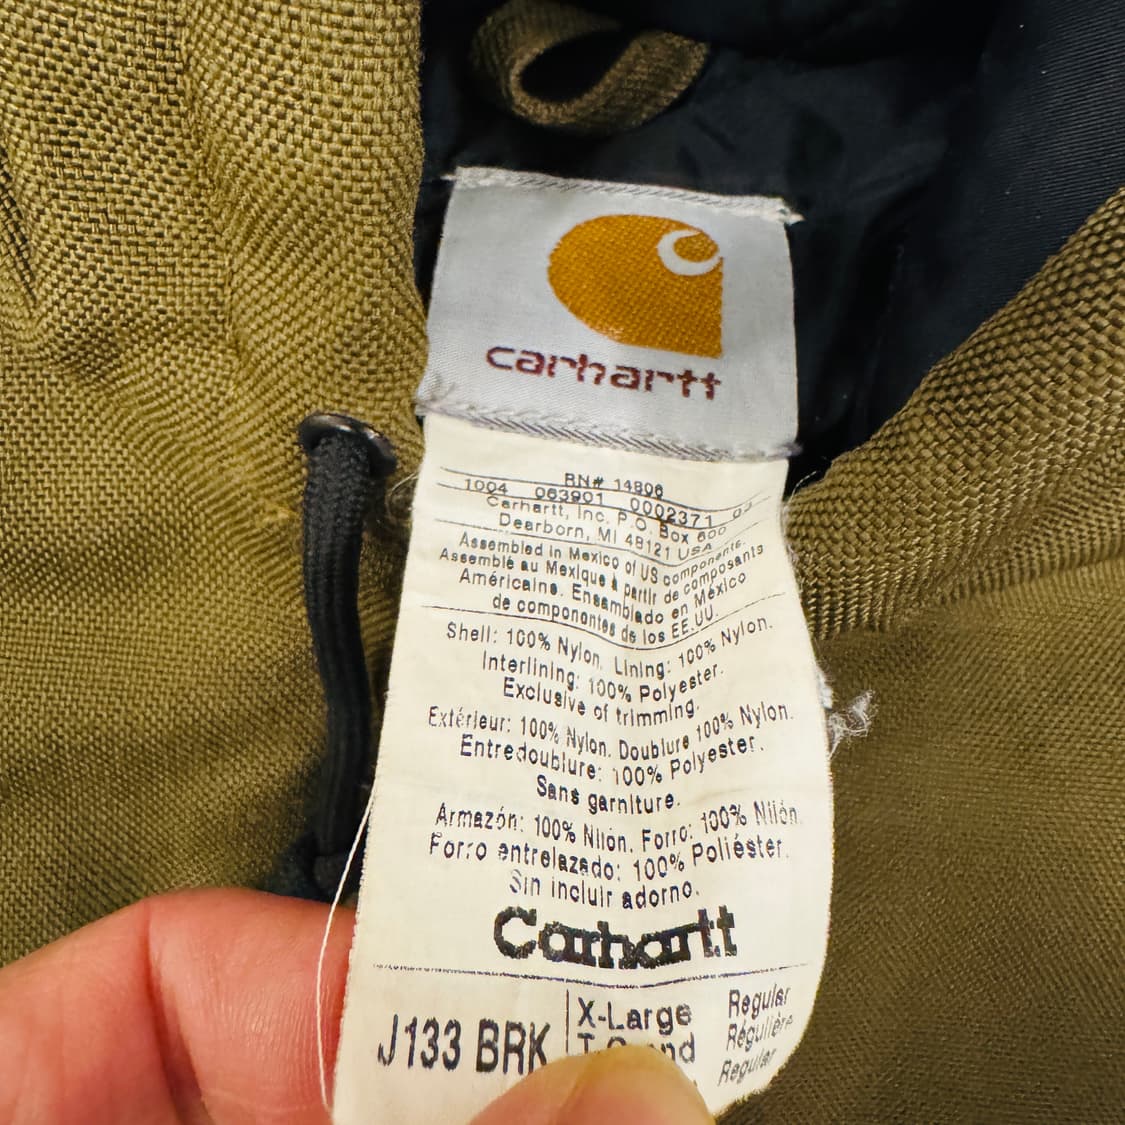 carhartt
RN# 14806
1004 063901 0002371 03
Carhartt, Inc. P.O. Box 600
Dearborn, MI 48121 USA
Assembled in Mexico of US components.
Assemblé au Mexique à partir de composants
Américains. Ensamblado en México
de componentes de los EE.UU.
Shell: 100% Nylon. Lining: 100% Nylon.
Interlining: 100% Polyester.
Exclusive of trimming.
Extérieur: 100% Nylon. Doublure 100% Nylon.
Entredoublure: 100% Polyester.
Sans garniture.
Armazón: 100% Nilón. Forro: 100% Nilón.
Forro entrelazado: 100% Poliéster.
Sin incluir adorno.
Carhartt
J133 BRK X-Large Regular
Régulière
Regular